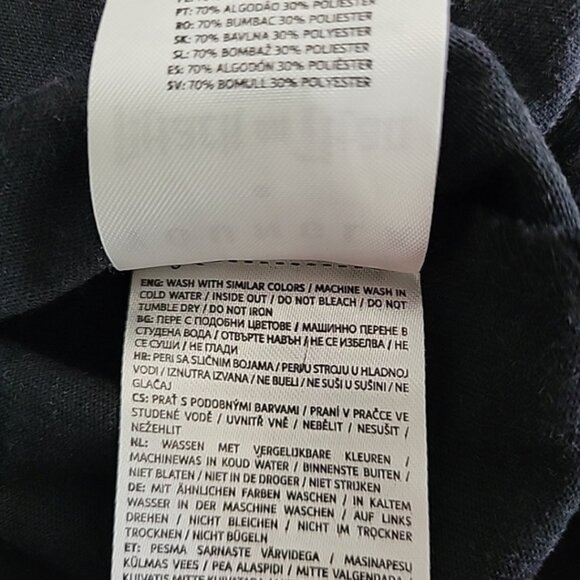 PT: 70% ALGODÃO 30% POLIÉSTER
RO: 70% BUMBAC 30% POLIESTER
SK: 70% BAVLNA 30% POLYESTER
SL: 70% BOMBAŽ 30% POLIESTER
ES: 70% ALGODÓN 30% POLIÉSTER
SV: 70% BOMULL 30% POLYESTER
ENG: WASH WITH SIMILAR COLORS / MACHINE WASH IN
COLD WATER / INSIDE OUT / DO NOT BLEACH / DO NOT
TUMBLE DRY / DO NOT IRON
BG: ПЕРЕ С ПОДОБНИ ЦВЕТОВЕ / МАШИННО ПЕРЕНЕ В
СТУДЕНА ВОДА / ОТВЪРТЕ НАВЪН / НЕ СЕ ИЗБЕЛВА / НЕ
СЕ СУШИ / НЕ ГЛАДИ
HR: PERI SA SLIČNIM BOJAMA / PERI U STROJU U HLADNOJ
VODI / IZNUTRA IZVANA / NE BIJELI / NE SUŠI U SUŠINI / NE
GLAČAJ
CS: PRAŤ S PODOBNÝMI BARVAMI / PRANÍ V PRAČCE VE
STUDENÉ VODĚ / UVNITŘ VNĚ / NEBĚLIT / NESUŠIT /
NEŽEHLIT
NL: WASSEN MET VERGELIJKBARE KLEUREN /
MACHINEWAS IN KOUD WATER / BINNENSTE BUITEN /
NIET BLATEN / NIET IN DE DROGER / NIET STRIJKEN
DE: MIT ÄHNLICHEN FARBEN WASCHEN / IN KALTEM
WASSER IN DER MASCHINE WASCHEN / AUF LINKS
DREHEN / NICHT BLEICHEN / NICHT IM TROCKNER
TROCKNEN / NICHT BÜGELN
ET: PESMA SARNASTE VÄRVIDEGA / MASINAPESU
KÜLMAS VEES / PEA ALASPIDI / MITTE VALGENDADA /